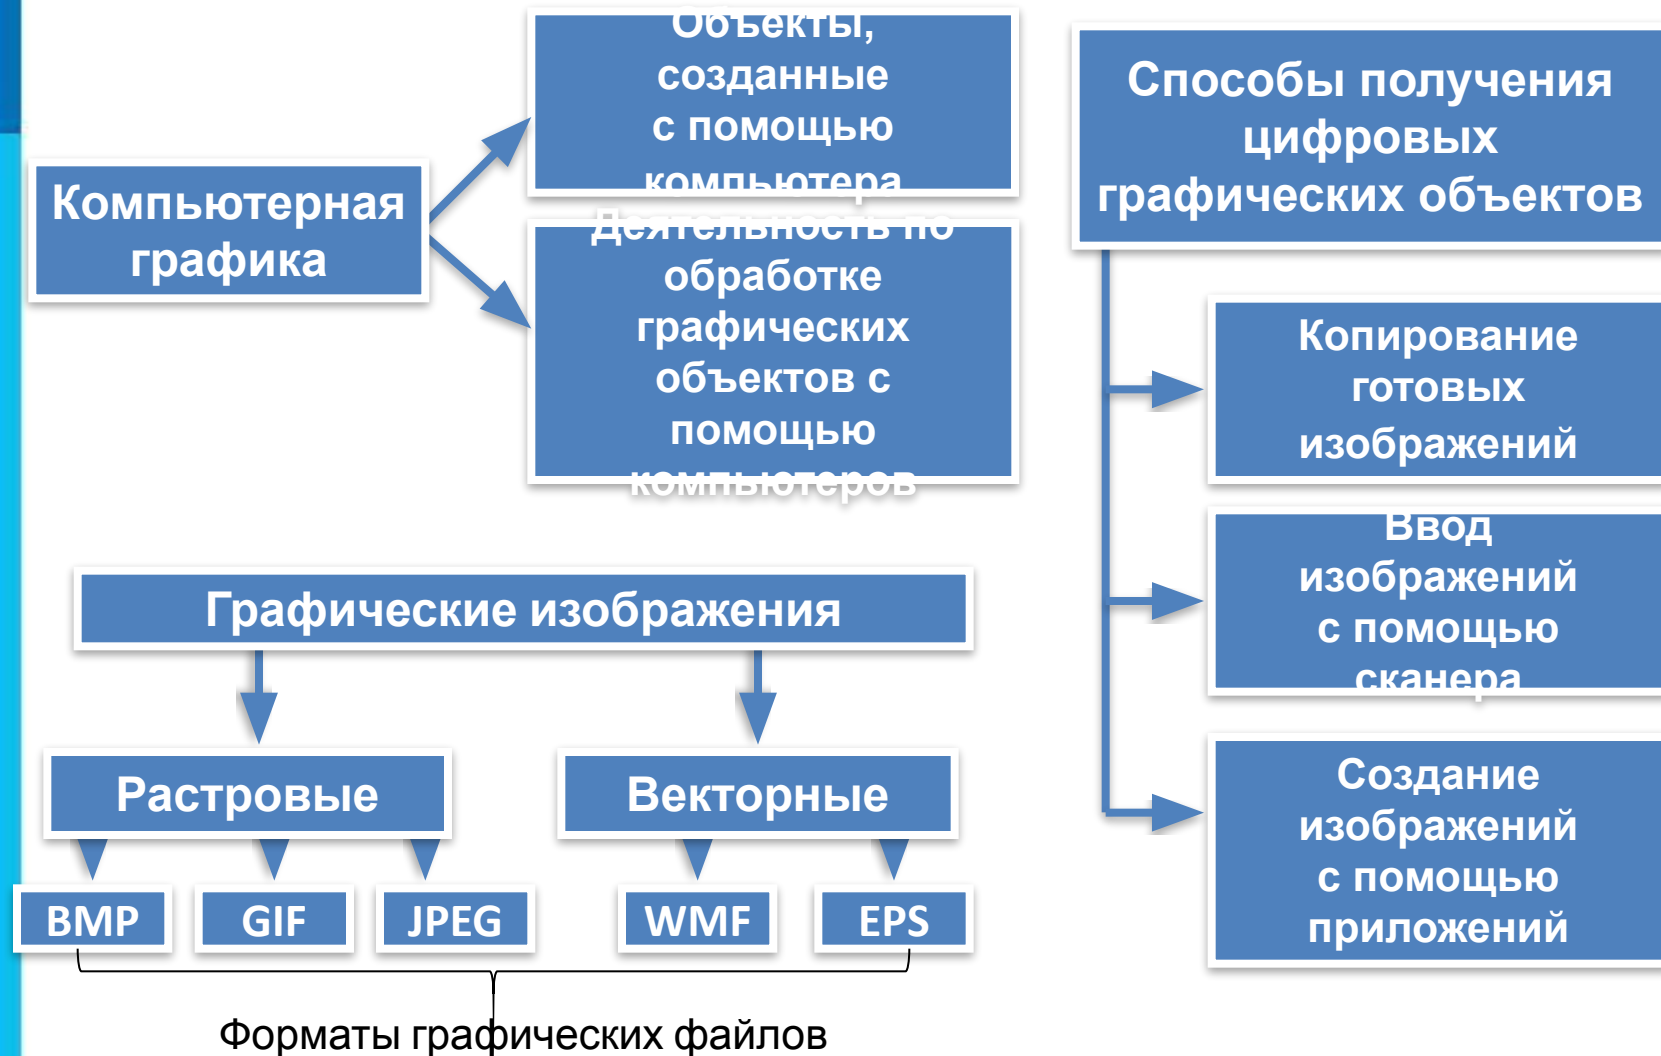 Объекты,
созданные
с помощью
компьютера
Компьютерная
графика
Деятельность по
обработке
графических
объектов с
помощью
компьютеров
Способы получения
цифровых
графических объектов
Копирование
готовых
изображений
Ввод
изображений
с помощью
сканера
Создание
изображений
с помощью
приложений
Графические изображения
Растровые
Векторные
BMP
GIF
JPEG
WMF
EPS
Форматы графических файлов